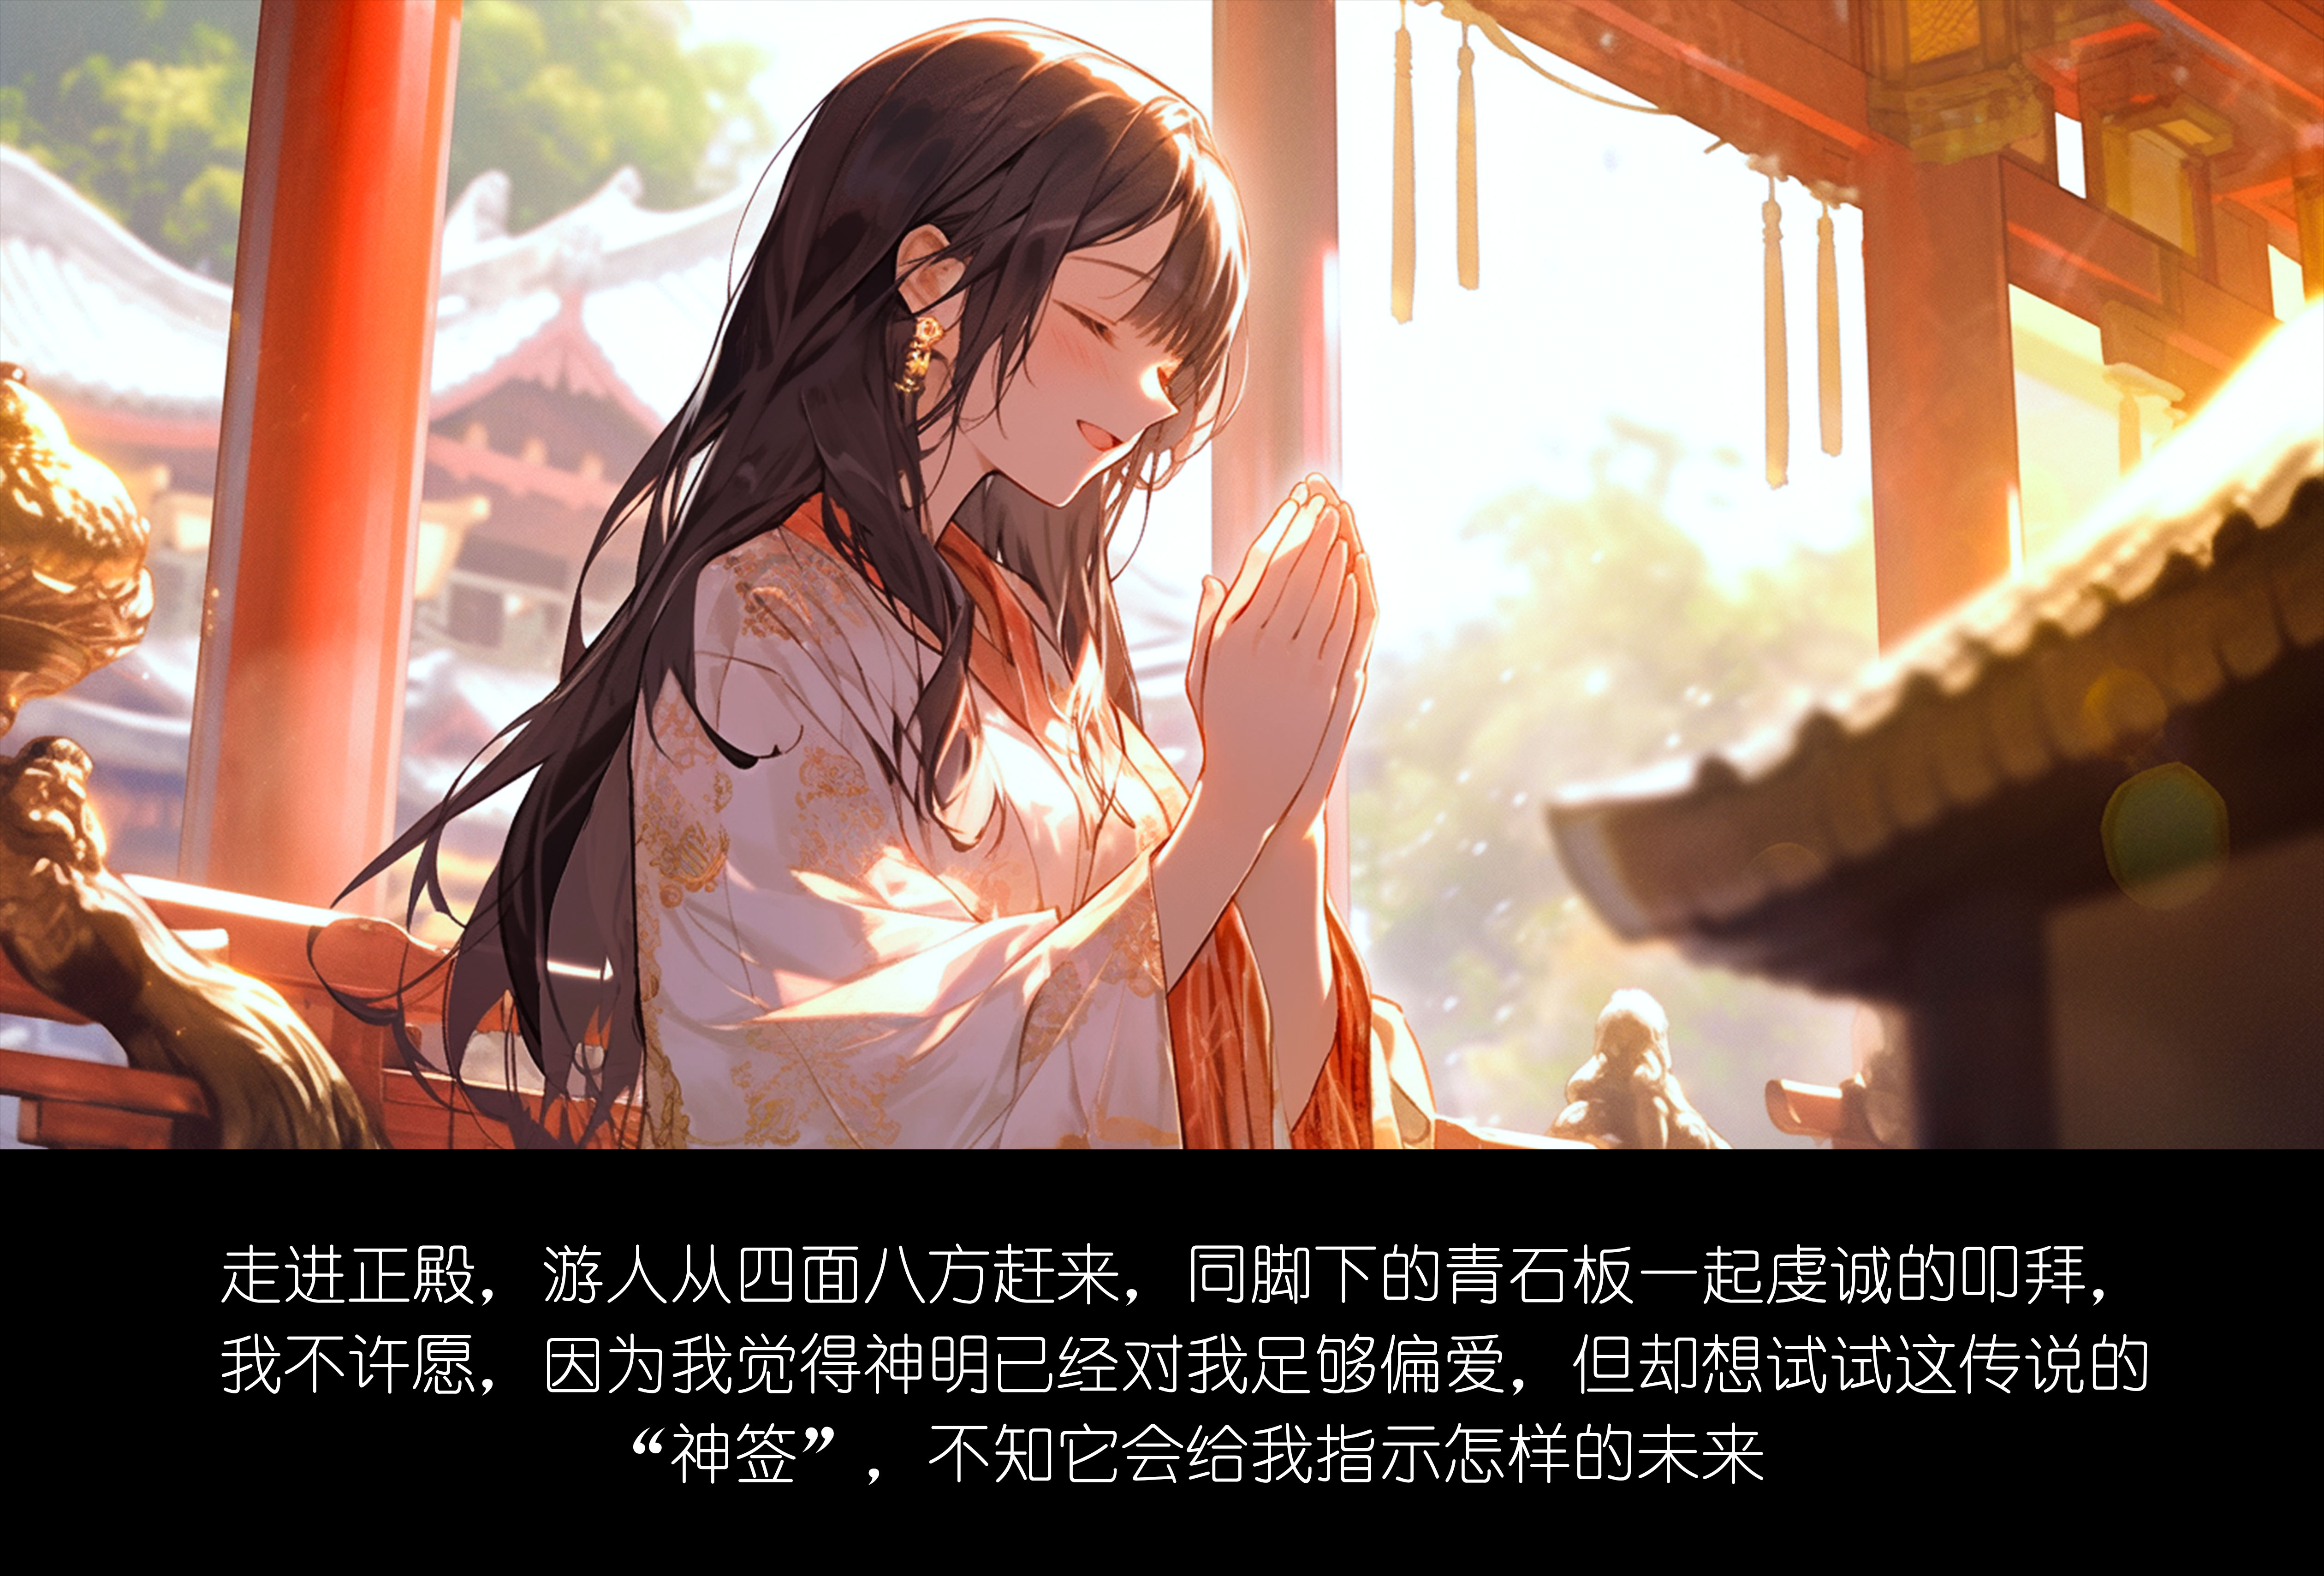 走进正殿，游人从四面八方赶来，同脚下的青石板一起虔诚的叩拜，
我不许愿，因为我觉得神明已经对我足够偏爱，但却想试试这传说的
“神签”，不知它会给我指示怎样的未来